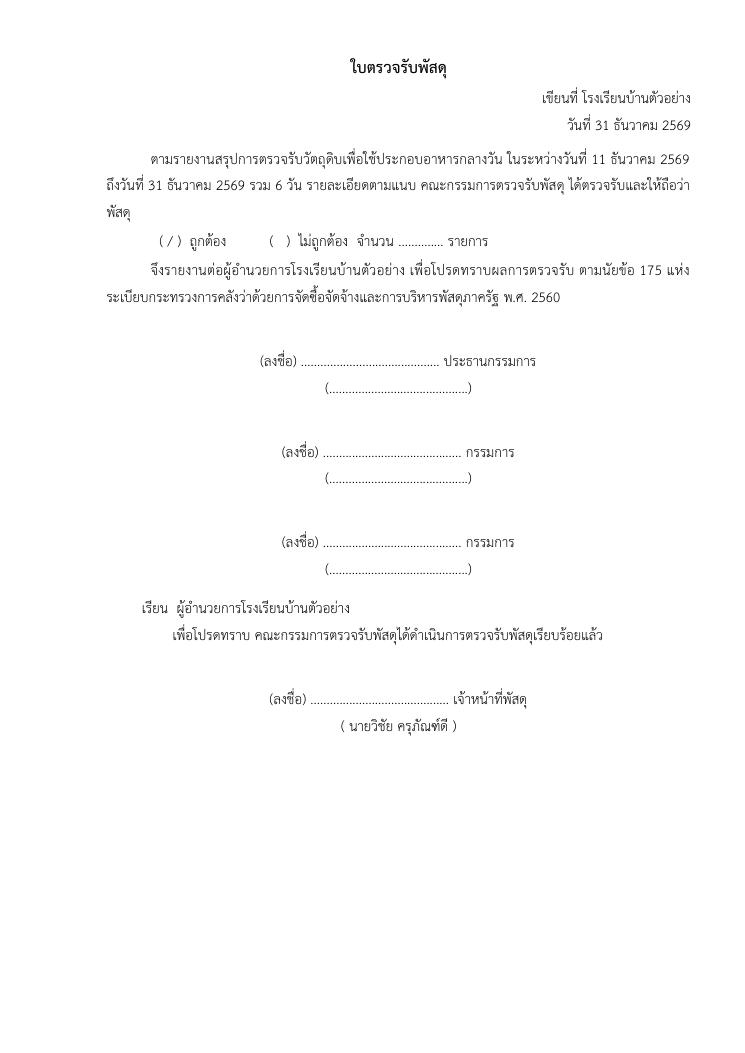 ใบตรวจรับพัสดุ
เขียนที่ โรงเรียนบ้านตัวอย่าง
วันที่ 31 ธันวาคม 2569
ตามรายงานสรุปการตรวจรับวัตถุดิบเพื่อใช้ประกอบอาหารกลางวัน ในระหว่างวันที่ 11 ธันวาคม 2569
ถึงวันที่ 31 ธันวาคม 2569 รวม 6 วัน รายละเอียดตามแนบ คณะกรรมการตรวจรับพัสดุ ได้ตรวจรับและให้ถือว่า
พัสดุ
( / ) ถูกต้อง ( ) ไม่ถูกต้อง จำนวน .............. รายการ
จึงรายงานต่อผู้อำนวยการโรงเรียนบ้านตัวอย่าง เพื่อโปรดทราบผลการตรวจรับ ตามนัยข้อ 175 แห่ง
ระเบียบกระทรวงการคลังว่าด้วยการจัดซื้อจัดจ้างและการบริหารพัสดุภาครัฐ พ.ศ. 2560
(ลงชื่อ) ........................................... ประธานกรรมการ
(...........................................)
(ลงชื่อ) ........................................... กรรมการ
(...........................................)
(ลงชื่อ) ........................................... กรรมการ
(...........................................)
เรียน ผู้อำนวยการโรงเรียนบ้านตัวอย่าง
เพื่อโปรดทราบ คณะกรรมการตรวจรับพัสดุได้ดำเนินการตรวจรับพัสดุเรียบร้อยแล้ว
(ลงชื่อ) ........................................... เจ้าหน้าที่พัสดุ
( นายวิชัย ครุภัณฑ์ดี )